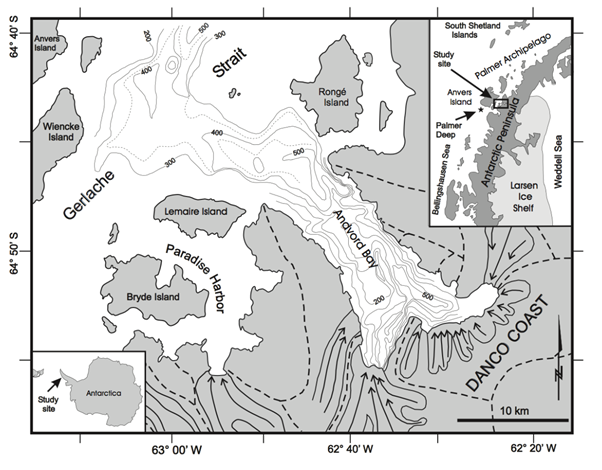 64° 40' S
64° 50' S
63° 00' W
62° 40' W
62° 20' W
Anvers
Island
200
500
300
400
Strait
Rongé
Island
Wiencke
Island
400
500
300
Gerlache
Lemaire Island
Paradise Harbor
Bryde Island
Andvord Bay
200
500
DANCO COAST
N
10 km
Study
site
Antarctica
South Shetland
Islands
Study
site
Palmer Archipelago
Anvers
Island
Palmer
Deep
Antarctic Peninsula
Bellingshausen Sea
Larsen
Ice
Shelf
Weddell Sea